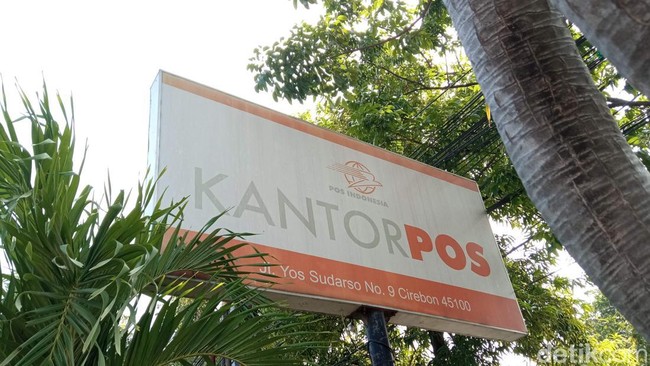 POS INDONESIA
KANTORPOS
Jl. Yos Sudarso No. 9 Cirebon 45100
detikcom